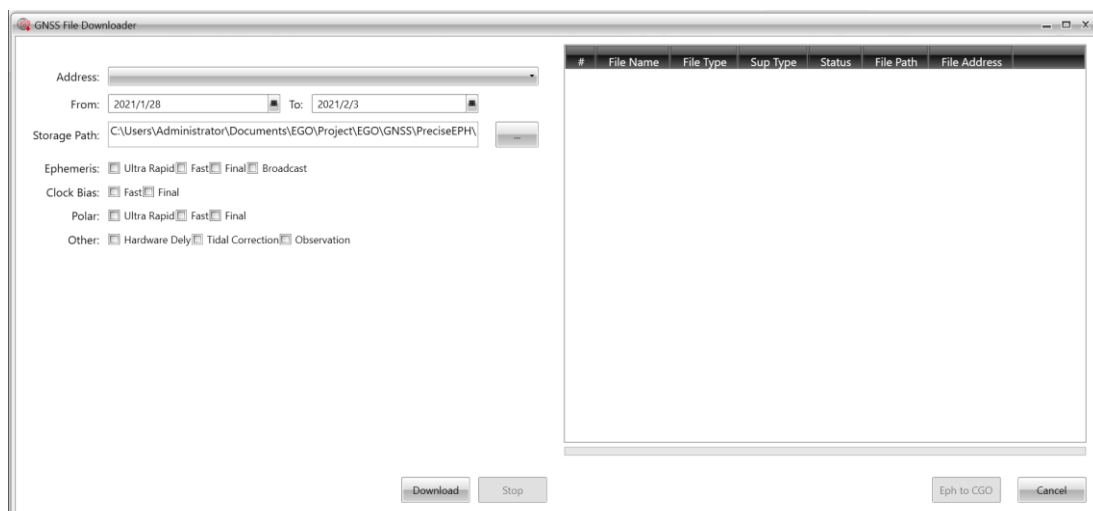 GNSS File Downloader
# File Name File Type Sup Type Status File Path File Address
Address:
From: 2021/1/28 To: 2021/2/3
Storage Path: C:\Users\Administrator\Documents\EGO\Project\EGO\GNSS\PreciseEPH\ ...
Ephemeris: Ultra Rapid Fast Final Broadcast
Clock Bias: Fast Final
Polar: Ultra Rapid Fast Final
Other: Hardware Dely Tidal Correction Observation
Download Stop Eph to CGO Cancel